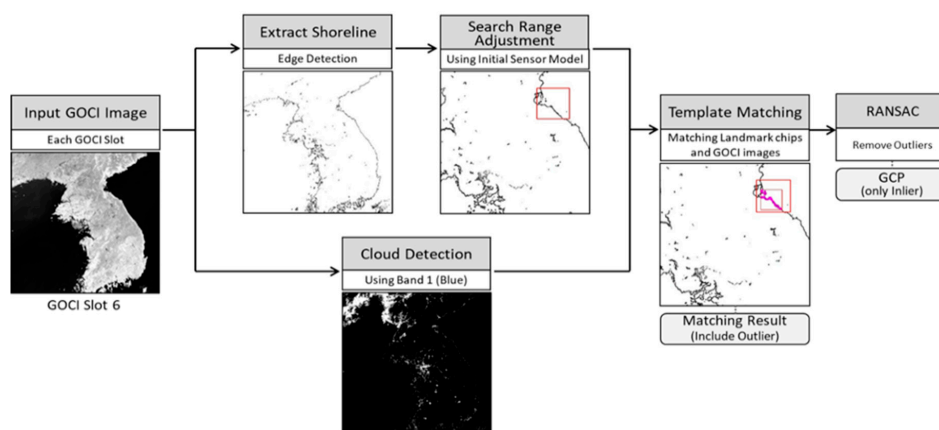 Input GOCI Image
Each GOCI Slot
GOCI Slot 6
Extract Shoreline
Edge Detection
Search Range
Adjustment
Using Initial Sensor Model
Cloud Detection
Using Band 1 (Blue)
Template Matching
Matching Landmark chips
and GOCI images
Matching Result
(Include Outlier)
RANSAC
Remove Outliers
GCP
(only Inlier)